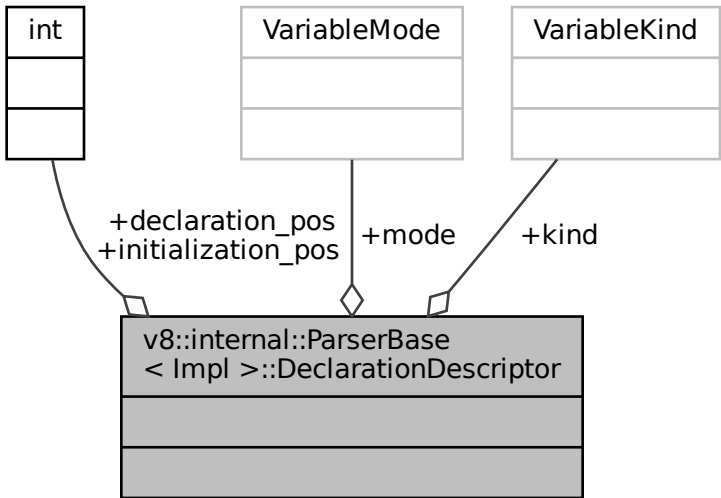 int
VariableMode
VariableKind
+declaration_pos
+initialization_pos
+mode
+kind
v8::internal::ParserBase
< Impl >::DeclarationDescriptor